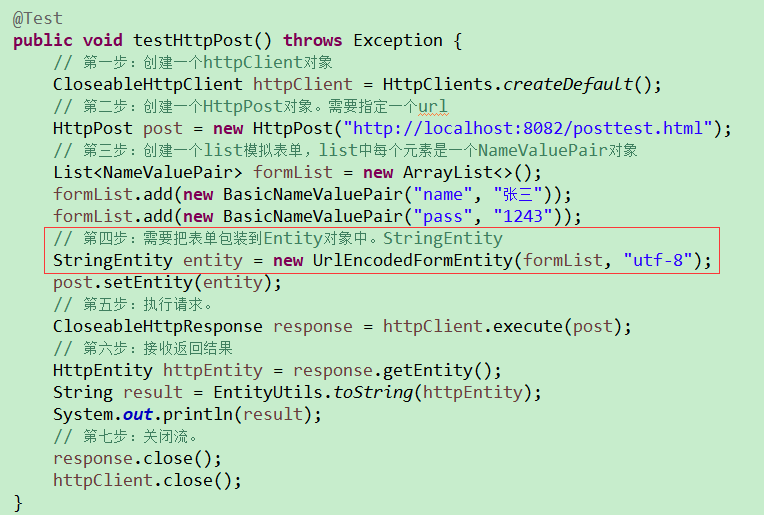 @Test
public void testHttpPost() throws Exception {
// 第一步：创建一个httpClient对象
CloseableHttpClient httpClient = HttpClients.createDefault();
// 第二步：创建一个HttpPost对象。需要指定一个url
HttpPost post = new HttpPost("http://localhost:8082/posttest.html");
// 第三步：创建一个list模拟表单，list中每个元素是一个NameValuePair对象
List<NameValuePair> formList = new ArrayList<>();
formList.add(new BasicNameValuePair("name", "张三"));
formList.add(new BasicNameValuePair("pass", "1243"));
// 第四步：需要把表单包装到Entity对象中。StringEntity
StringEntity entity = new UrlEncodedFormEntity(formList, "utf-8");
post.setEntity(entity);
// 第五步：执行请求。
CloseableHttpResponse response = httpClient.execute(post);
// 第六步：接收返回结果
HttpEntity httpEntity = response.getEntity();
String result = EntityUtils.toString(httpEntity);
System.out.println(result);
// 第七步：关闭流。
response.close();
httpClient.close();
}